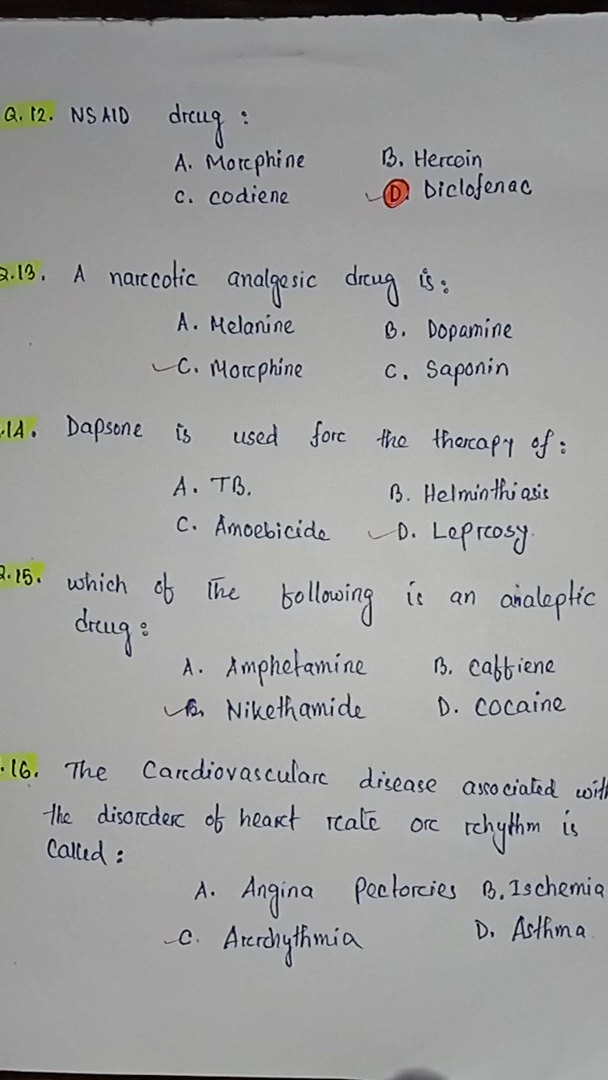 Q.12. NSAID drug :
A. Morphine B. Heroin
C. codiene D. Diclofenac
Q.13. A narcotic analgesic drug is:
A. Melanine B. Dopamine
C. Morphine C. Saponin
.14. Dapsone is used for the therapy of :
A. TB. B. Helminthiasis
C. Amoebicide D. Leprosy.
Q.15. which of The following is an analeptic
drug :
A. Amphetamine B. Caffiene
Nikethamide D. Cocaine
.16. The Cardiovascular disease associated with
the disorder of heart rate or rhythm is
Called :
A. Angina Pectories B. Ischemia
C. Arrhythmia D. Asthma